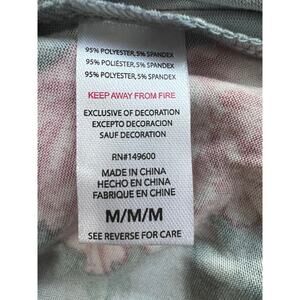 95% POLYESTER, 5% SPANDEX
95% POLIÉSTER, 5% SPANDEX
95% POLYESTER, 5% SPANDEX
KEEP AWAY FROM FIRE
EXCLUSIVE OF DECORATION
EXCEPTO DECORACION
SAUF DECORATION
RN#149600
MADE IN CHINA
HECHO EN CHINA
FABRIQUE EN CHINE
M/M/M
SEE REVERSE FOR CARE